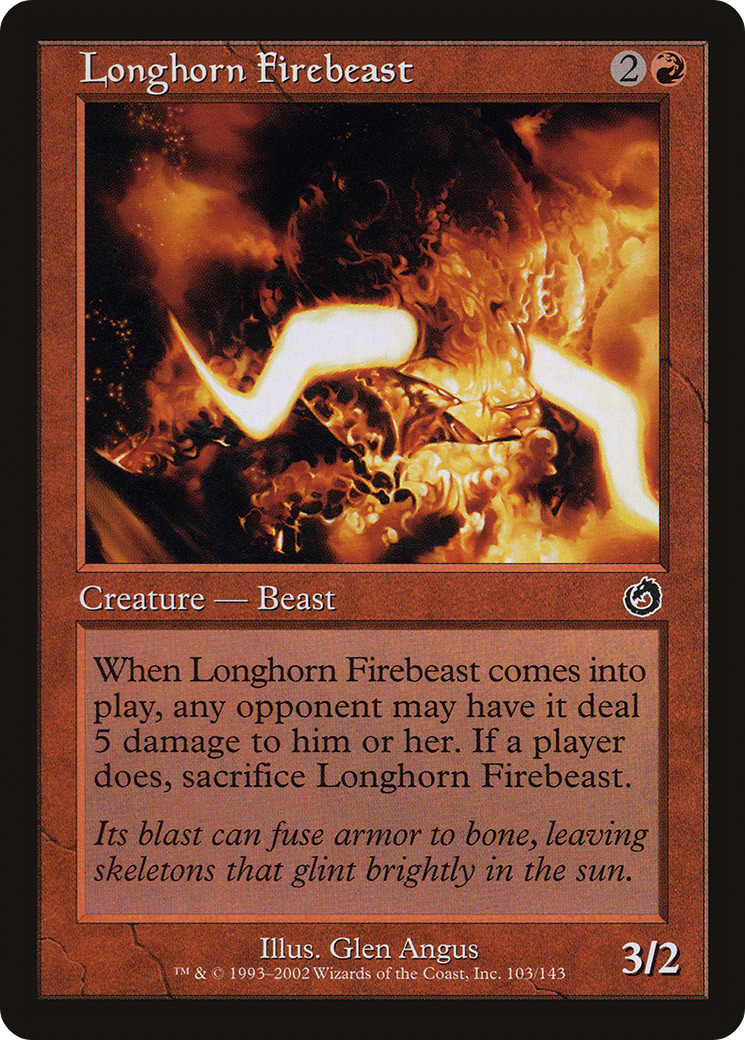 Longhorn Firebeast 2
Creature — Beast
When Longhorn Firebeast comes into
play, any opponent may have it deal
5 damage to him or her. If a player
does, sacrifice Longhorn Firebeast.
Its blast can fuse armor to bone, leaving
skeletons that glint brightly in the sun.
Illus. Glen Angus
™ & © 1993–2002 Wizards of the Coast, Inc. 103/143
3/2